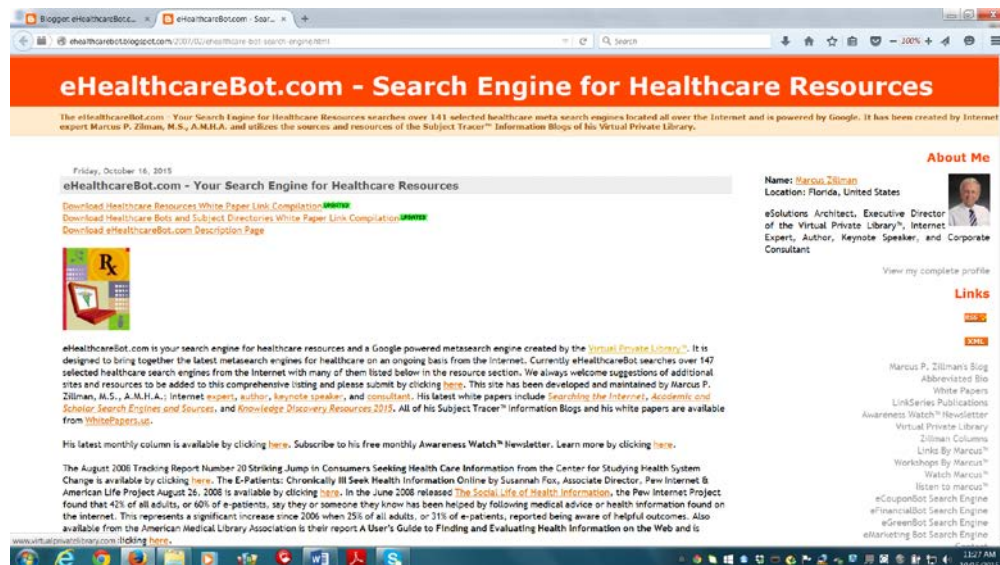 Blogger: eHealthcareBot.c...
eHealthcareBot.com - Sear...
ehealthcarebot.blogspot.com/2007/02/ehealthcare-bot-search-engine.html
Search
100%
eHealthcareBot.com - Search Engine for Healthcare Resources
The eHealthcareBot.com - Your Search Engine for Healthcare Resources searches over 141 selected healthcare meta search engines located all over the Internet and is powered by Google. It has been created by Internet
expert Marcus P. Zillman, M.S., A.M.H.A. and utilizes the sources and resources of the Subject Tracer™ Information Blogs of his Virtual Private Library.
Friday, October 16, 2015
eHealthcareBot.com - Your Search Engine for Healthcare Resources
Download Healthcare Resources White Paper Link Compilation UPDATED
Download Healthcare Bots and Subject Directories White Paper Link Compilation UPDATED
Download eHealthcareBot.com Description Page
Rx
eHealthcareBot.com is your search engine for healthcare resources and a Google powered metasearch engine created by the Virtual Private Library™. It is
designed to bring together the latest metasearch engines for healthcare on an ongoing basis from the Internet. Currently eHealthcareBot searches over 147
selected healthcare search engines from the Internet with many of them listed below in the resource section. We always welcome suggestions of additional
sites and resources to be added to this comprehensive listing and please submit by clicking here. This site has been developed and maintained by Marcus P.
Zillman, M.S., A.M.H.A.; Internet expert, author, keynote speaker, and consultant. His latest white papers include Searching the Internet, Academic and
Scholar Search Engines and Sources, and Knowledge Discovery Resources 2015. All of his Subject Tracer™ Information Blogs and his white papers are available
from WhitePapers.us.
His latest monthly column is available by clicking here. Subscribe to his free monthly Awareness Watch™ Newsletter. Learn more by clicking here.
The August 2008 Tracking Report Number 20 Striking Jump in Consumers Seeking Health Care Information from the Center for Studying Health System
Change is available by clicking here. The E-Patients: Chronically Ill Seek Health Information Online by Susannah Fox, Associate Director, Pew Internet &
American Life Project August 26, 2008 is available by clicking here. In the June 2008 released The Social Life of Health Information, the Pew Internet Project
found that 42% of all adults, or 60% of e-patients, say they or someone they know has been helped by following medical advice or health information found on
the internet. This represents a significant increase since 2006 when 25% of all adults, or 31% of e-patients, reported being aware of helpful outcomes. Also
available from the American Medical Library Association is their report A User's Guide to Finding and Evaluating Health Information on the Web and is
www.virtualprivatelibrary.com clicking here.
About Me
Name: Marcus Zillman
Location: Florida, United States
eSolutions Architect, Executive Director
of the Virtual Private Library™, Internet
Expert, Author, Keynote Speaker, and Corporate
Consultant
View my complete profile
Links
RSS
XML
Marcus P. Zillman's Blog
Abbreviated Bio
White Papers
LinkSeries Publications
Awareness Watch™ Newsletter
Virtual Private Library
Zillman Columns
Links By Marcus™
Workshops By Marcus™
Watch Marcus™
listen to marcus™
eCouponBot Search Engine
eFinancialBot Search Engine
eGreenBot Search Engine
eMarketing Bot Search Engine
11:27 AM